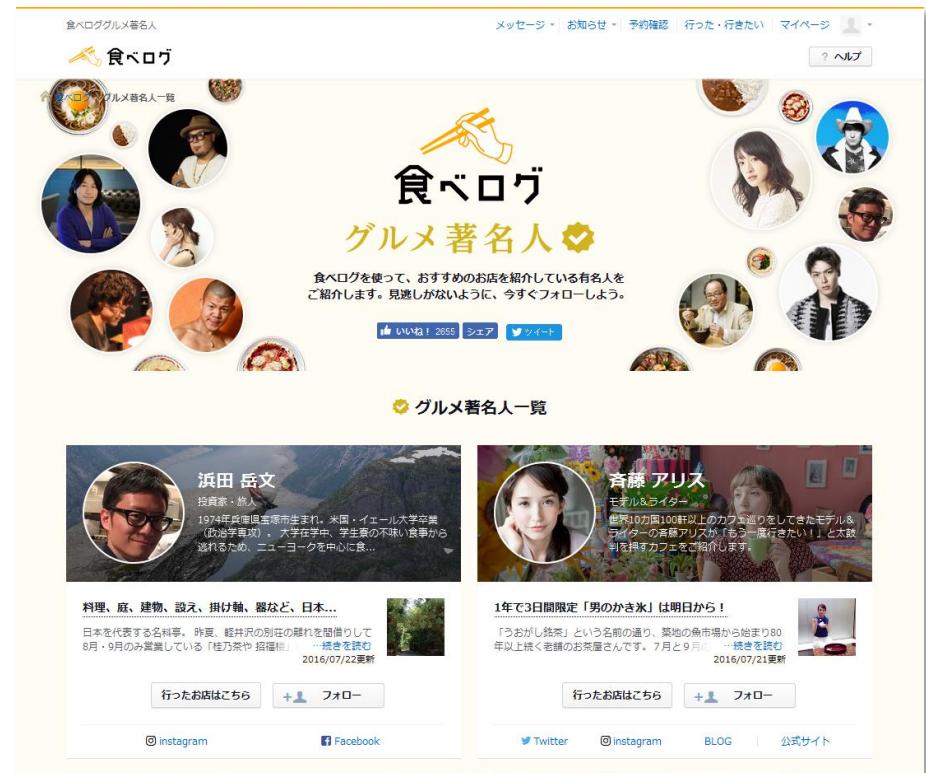 食べロググルメ著名人
メッセージ お知らせ 予約確認 行った・行きたい マイページ
食べログ
? ヘルプ
食べログ グルメ著名人一覧
食べログ
グルメ著名人
食べログを使って、おすすめのお店を紹介している有名人を
ご紹介します。見逃しがないように、今すぐフォローしよう。
いいね! 2655 シェア ツイート
グルメ著名人一覧
浜田 岳文
投資家・旅人
1974年兵庫県宝塚市生まれ。米国・イェール大学卒業
(政治学専攻)。 大学在学中、学生寮の不味い食事から
逃れるため、ニューヨークを中心に食...
料理、庭、建物、設え、掛け軸、器など、日本...
日本を代表する名料亭。 昨夏、軽井沢の別荘の離れを間借りして
8月・9月のみ営業している「桂乃茶や 招福 …続きを読む
2016/07/22更新
行ったお店はこちら フォロー
instagram Facebook
斉藤 アリス
モデル&ライター
世界10カ国100軒以上のカフェ巡りをしてきたモデル&
ライターの斉藤アリスが「もう一度行きたい!」と太鼓
判を押すカフェをご紹介します。
1年で3日間限定「男のかき氷」は明日から!
「うおがし銘茶」という名前の通り、築地の魚市場から始まり80
年以上続く老舗のお茶屋さんです。7月と9月 …続きを読む
2016/07/21更新
行ったお店はこちら フォロー
Twitter instagram BLOG 公式サイト